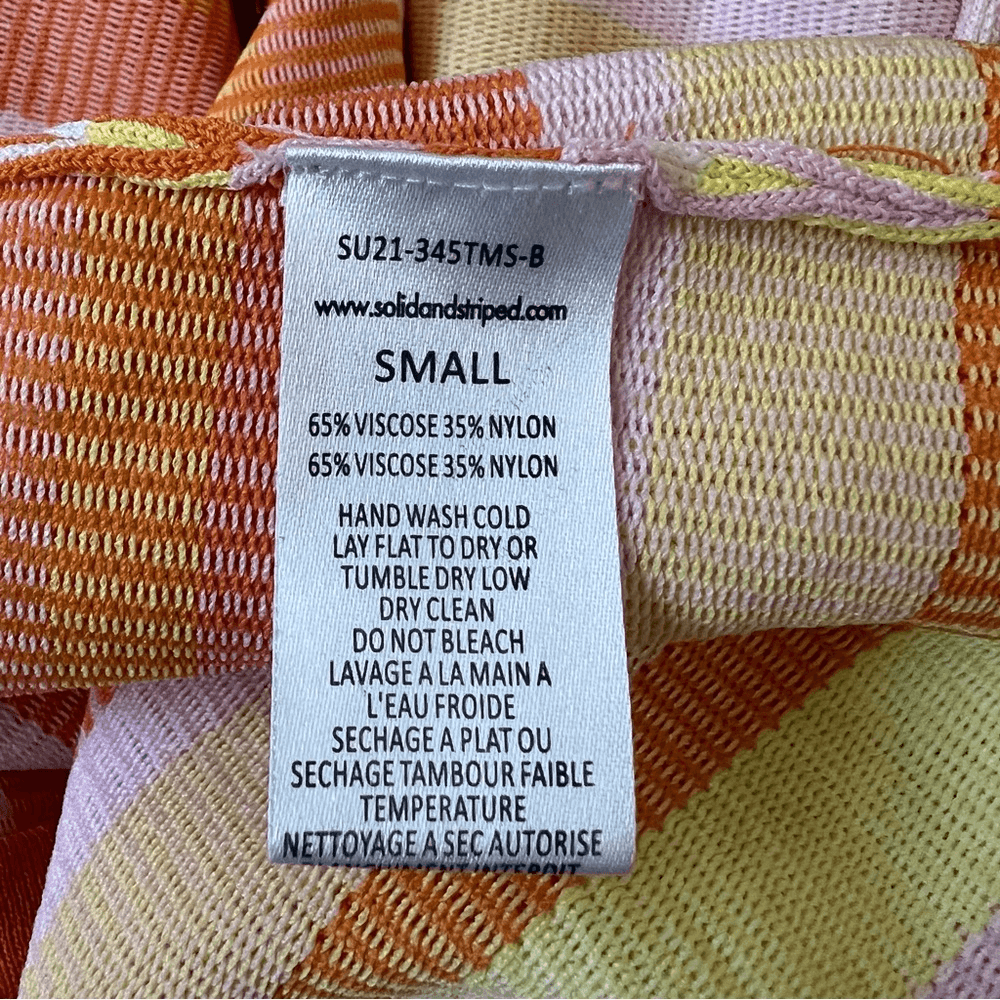 SU21-345TMS-B
www.solidandstriped.com
SMALL
65% VISCOSE 35% NYLON
65% VISCOSE 35% NYLON
HAND WASH COLD
LAY FLAT TO DRY OR
TUMBLE DRY LOW
DRY CLEAN
DO NOT BLEACH
LAVAGE A LA MAIN A
L'EAU FROIDE
SECHAGE A PLAT OU
SECHAGE TAMBOUR FAIBLE
TEMPERATURE
NETTOYAGE A SEC AUTORISE